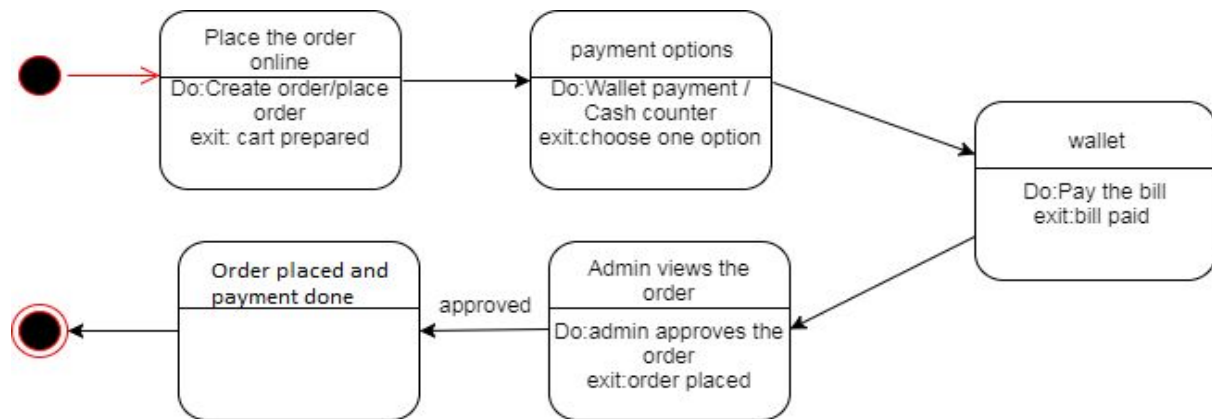 Place the order
online
Do:Create order/place
order
exit: cart prepared
payment options
Do:Wallet payment /
Cash counter
exit:choose one option
wallet
Do:Pay the bill
exit:bill paid
Admin views the
order
Do:admin approves the
order
exit:order placed
approved
Order placed and
payment done